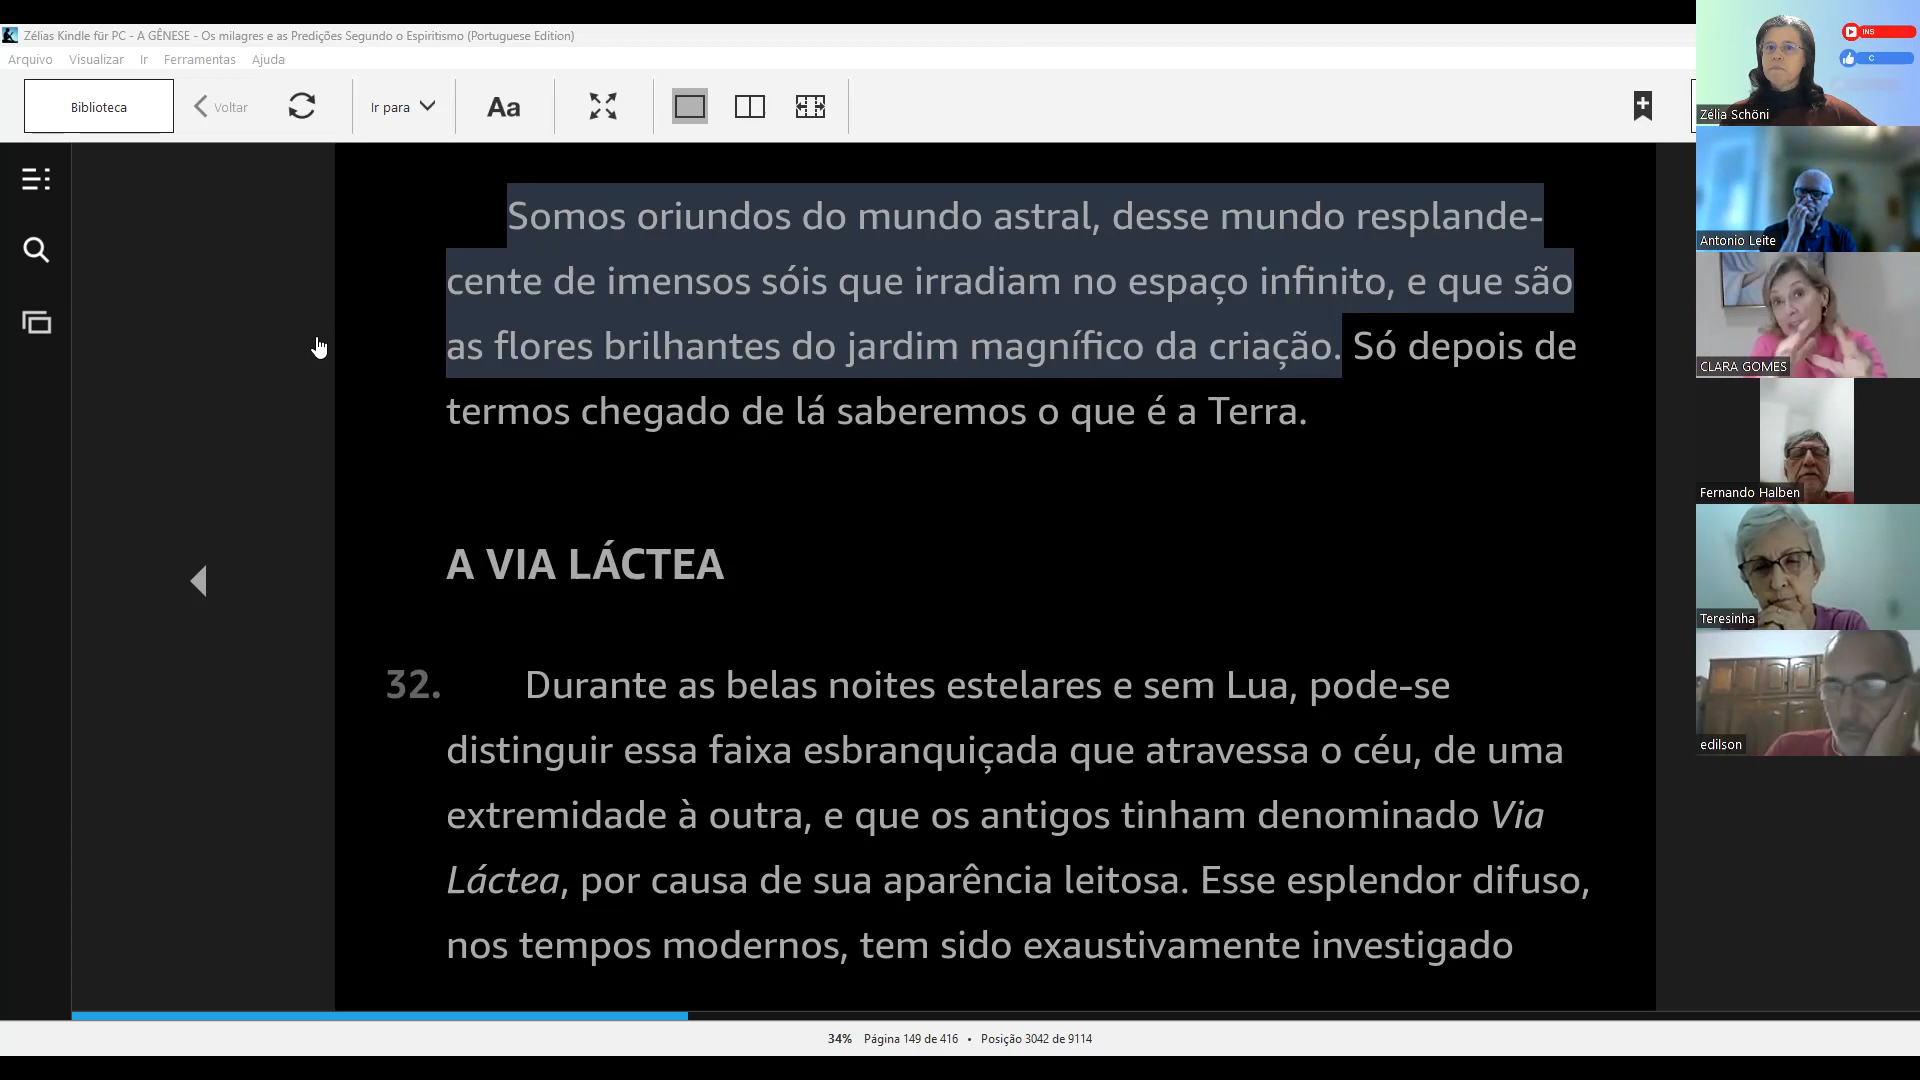 Zélias Kindle für PC - A GÊNESE - Os milagres e as Predições Segundo o Espiritismo (Portuguese Edition)
Arquivo Visualizar Ir Ferramentas Ajuda
Biblioteca Voltar Ir para Aa
Somos oriundos do mundo astral, desse mundo resplande-
cente de imensos sóis que irradiam no espaço infinito, e que são
as flores brilhantes do jardim magnífico da criação. Só depois de
termos chegado de lá saberemos o que é a Terra.
A VIA LÁCTEA
32. Durante as belas noites estelares e sem Lua, pode-se
distinguir essa faixa esbranquiçada que atravessa o céu, de uma
extremidade à outra, e que os antigos tinham denominado Via
Láctea, por causa de sua aparência leitosa. Esse esplendor difuso,
nos tempos modernos, tem sido exaustivamente investigado
34% Página 149 de 416 • Posição 3042 de 9114
INS
C
Zélia Schöni
Antonio Leite
CLARA GOMES
Fernando Halben
Teresinha
edilson